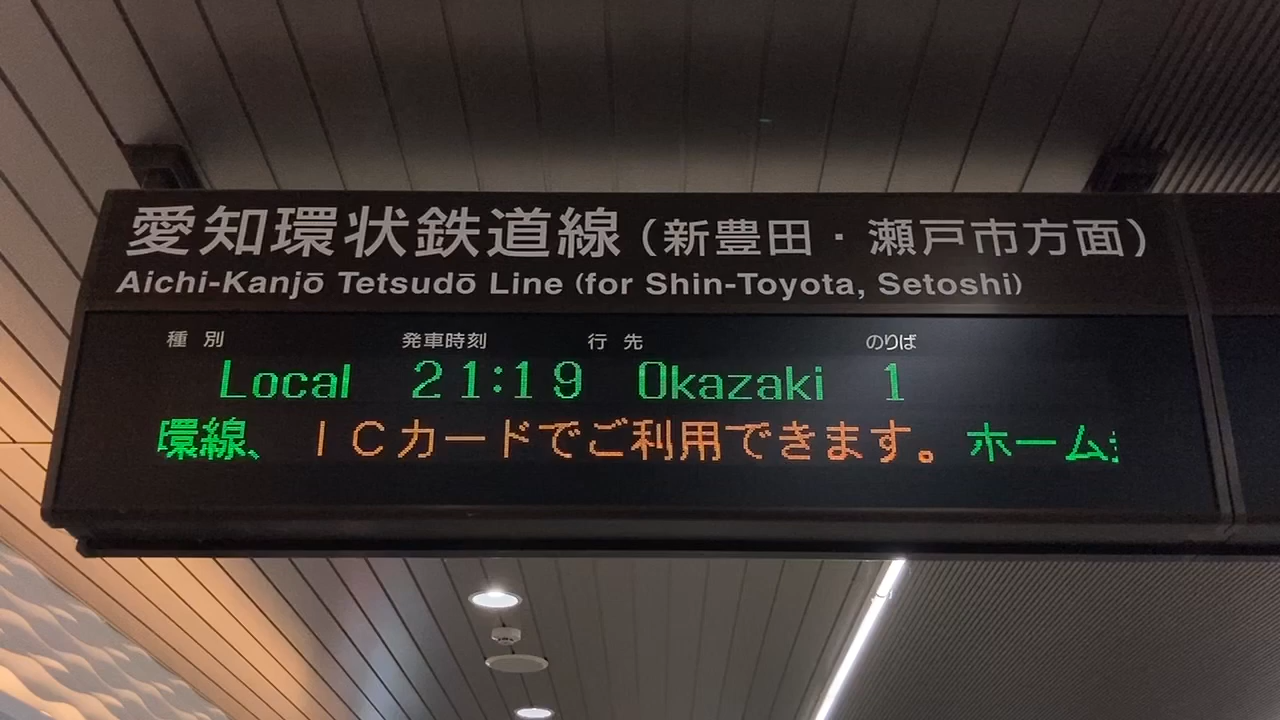 愛知環状鉄道線（新豊田・瀬戸市方面）
Aichi-Kanjō Tetsudō Line (for Shin-Toyota, Setoshi)
種別 発車時刻 行先 のりば
Local 21:19 Okazaki 1
環線、 ＩＣカードでご利用できます。 ホーム